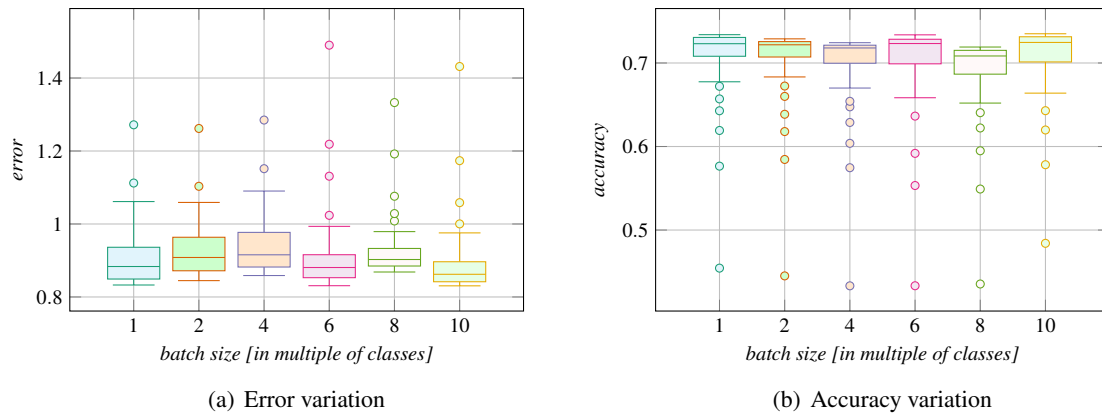 1.4
1.2
1
0.8
error
1 2 4 6 8 10
batch size [in multiple of classes]
(a) Error variation
0.7
0.6
0.5
accuracy
1 2 4 6 8 10
batch size [in multiple of classes]
(b) Accuracy variation